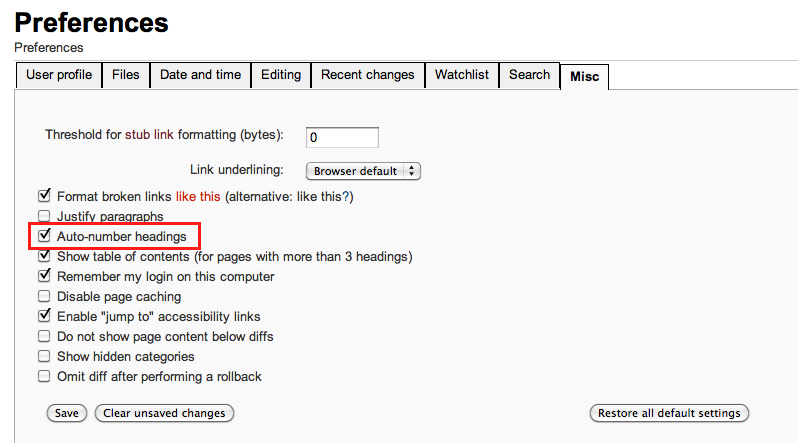 Preferences
Preferences
User profile Files Date and time Editing Recent changes Watchlist Search Misc
Threshold for stub link formatting (bytes): 0
Link underlining: Browser default
Format broken links like this (alternative: like this?)
Justify paragraphs
Auto-number headings
Show table of contents (for pages with more than 3 headings)
Remember my login on this computer
Disable page caching
Enable "jump to" accessibility links
Do not show page content below diffs
Show hidden categories
Omit diff after performing a rollback
Save Clear unsaved changes Restore all default settings